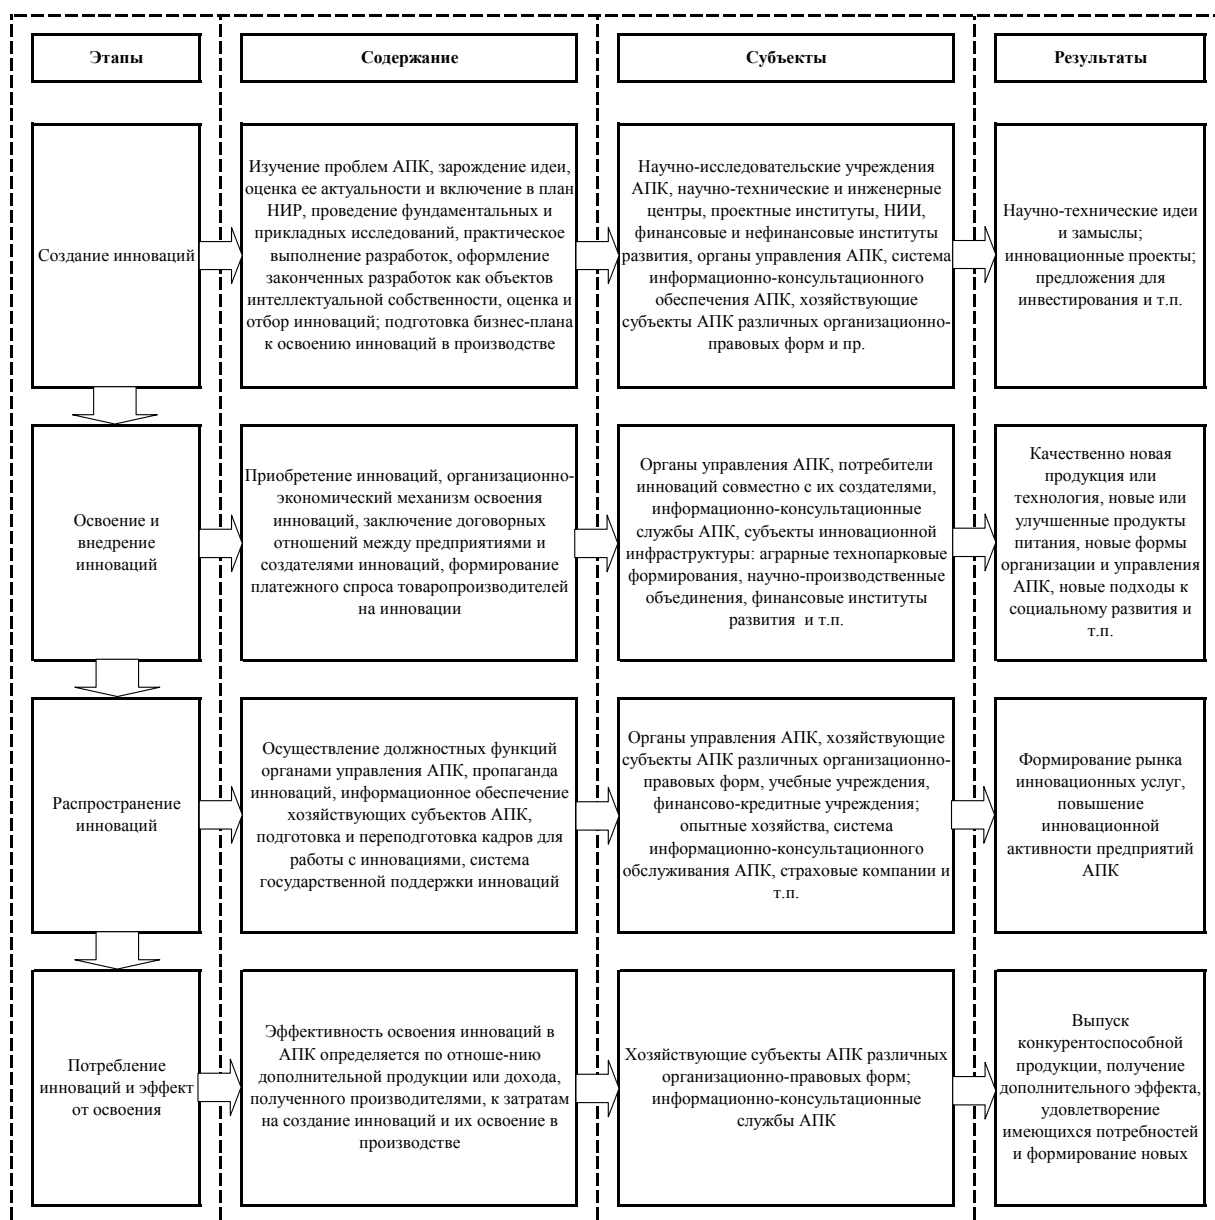 Этапы
Содержание
Субъекты
Результаты
Создание инноваций
Изучение проблем АПК, зарождение идеи,
оценка ее актуальности и включение в план
НИР, проведение фундаментальных и
прикладных исследований, практическое
выполнение разработок, оформление
законченных разработок как объектов
интеллектуальной собственности, оценка и
отбор инноваций; подготовка бизнес-плана
к освоению инноваций в производстве
Научно-исследовательские учреждения
АПК, научно-технические и инженерные
центры, проектные институты, НИИ,
финансовые и нефинансовые институты
развития, органы управления АПК, система
информационно-консультационного
обеспечения АПК, хозяйствующие
субъекты АПК различных организационно-
правовых форм и пр.
Научно-технические идеи
и замыслы;
инновационные проекты;
предложения для
инвестирования и т.п.
Освоение и
внедрение
инноваций
Приобретение инноваций, организационно-
экономический механизм освоения
инноваций, заключение договорных
отношений между предприятиями и
создателями инноваций, формирование
платежного спроса товаропроизводителей
на инновации
Органы управления АПК, потребители
инноваций совместно с их создателями,
информационно-консультационные
службы АПК, субъекты инновационной
инфраструктуры: аграрные технопарковые
формирования, научно-производственные
объединения, финансовые институты
развития и т.п.
Качественно новая
продукция или
технология, новые или
улучшенные продукты
питания, новые формы
организации и управления
АПК, новые подходы к
социальному развития и
т.п.
Распространение
инноваций
Осуществление должностных функций
органами управления АПК, пропаганда
инноваций, информационное обеспечение
хозяйствующих субъектов АПК,
подготовка и переподготовка кадров для
работы с инновациями, система
государственной поддержки инноваций
Органы управления АПК, хозяйствующие
субъекты АПК различных организационно-
правовых форм, учебные учреждения,
финансово-кредитные учреждения;
опытные хозяйства, система
информационно-консультационного
обслуживания АПК, страховые компании и
т.п.
Формирование рынка
инновационных услуг,
повышение
инновационной
активности предприятий
АПК
Потребление
инноваций и эффект
от освоения
Эффективность освоения инноваций в
АПК определяется по отноше-нию
дополнительной продукции или дохода,
полученного производителями, к затратам
на создание инноваций и их освоение в
производстве
Хозяйствующие субъекты АПК различных
организационно-правовых форм;
информационно-консультационные
службы АПК
Выпуск
конкурентоспособной
продукции, получение
дополнительного эффекта,
удовлетворение
имеющихся потребностей
и формирование новых